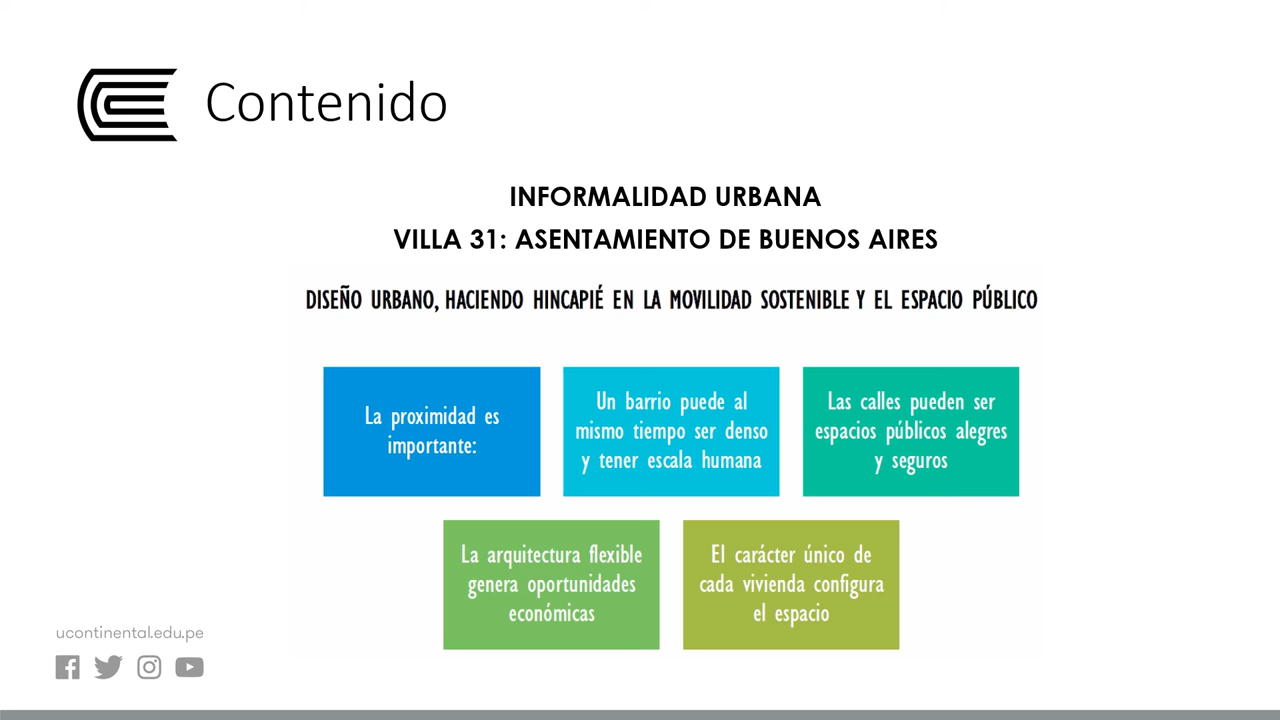 Contenido
INFORMALIDAD URBANA
VILLA 31: ASENTAMIENTO DE BUENOS AIRES
DISEÑO URBANO, HACIENDO HINCAPIÉ EN LA MOVILIDAD SOSTENIBLE Y EL ESPACIO PÚBLICO
La proximidad es
importante:
Un barrio puede al
mismo tiempo ser denso
y tener escala humana
Las calles pueden ser
espacios públicos alegres
y seguros
La arquitectura flexible
genera oportunidades
económicas
El carácter único de
cada vivienda configura
el espacio
ucontinental.edu.pe